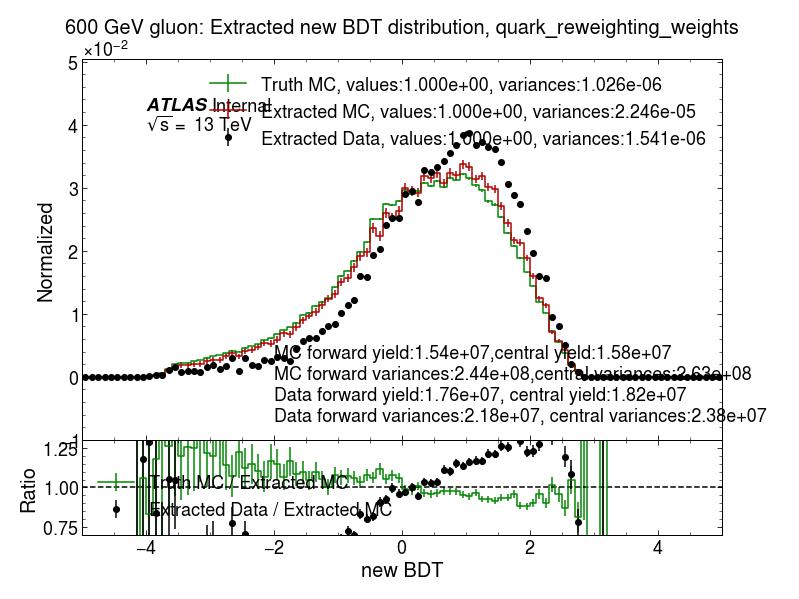 600 GeV gluon: Extracted new BDT distribution, quark_reweighting_weights
×10⁻²
5
4
3
2
1
0
1
Normalized
ATLAS Internal
√s = 13 TeV
Truth MC, values:1.000e+00, variances:1.026e-06
Extracted MC, values:1.000e+00, variances:2.246e-05
Extracted Data, values:1.000e+00, variances:1.541e-06
MC forward yield:1.54e+07,central yield:1.58e+07
MC forward variances:2.44e+08,central variances:2.63e+08
Data forward yield:1.76e+07, central yield:1.82e+07
Data forward variances:2.18e+07, central variances:2.38e+07
1.25
1.00
0.75
Ratio
Truth MC / Extracted MC
Extracted Data / Extracted MC
−4 −2 0 2 4
new BDT